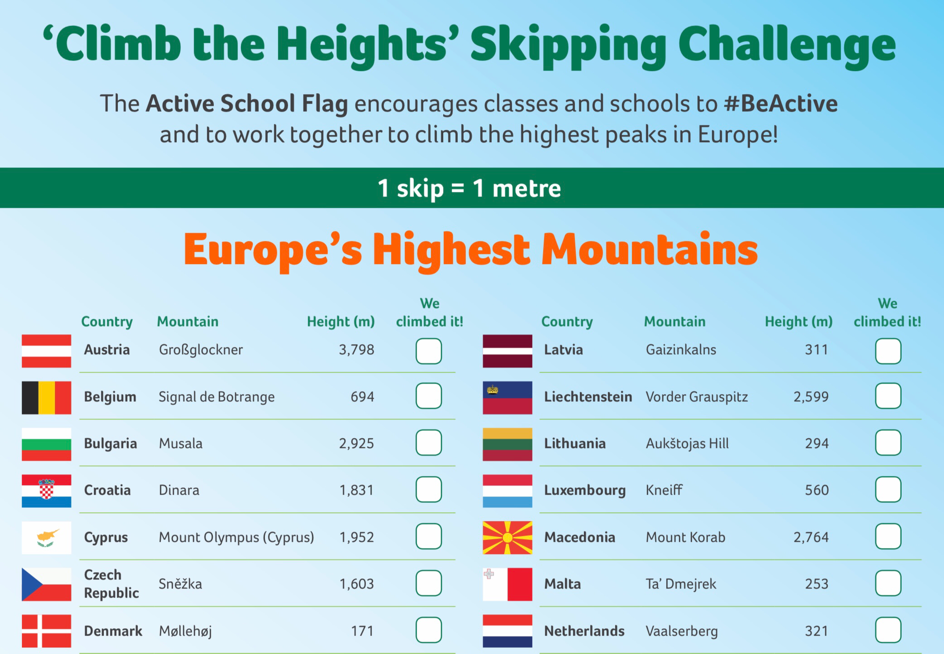 ‘Climb the Heights’ Skipping Challenge
The Active School Flag encourages classes and schools to #BeActive
and to work together to climb the highest peaks in Europe!
1 skip = 1 metre
Europe’s Highest Mountains
Country Mountain Height (m) We climbed it!
Austria Großglockner 3,798
Belgium Signal de Botrange 694
Bulgaria Musala 2,925
Croatia Dinara 1,831
Cyprus Mount Olympus (Cyprus) 1,952
Czech Republic Sněžka 1,603
Denmark Møllehøj 171
Country Mountain Height (m) We climbed it!
Latvia Gaizinkalns 311
Liechtenstein Vorder Grauspitz 2,599
Lithuania Aukštojas Hill 294
Luxembourg Kneiff 560
Macedonia Mount Korab 2,764
Malta Ta’ Dmejrek 253
Netherlands Vaalserberg 321